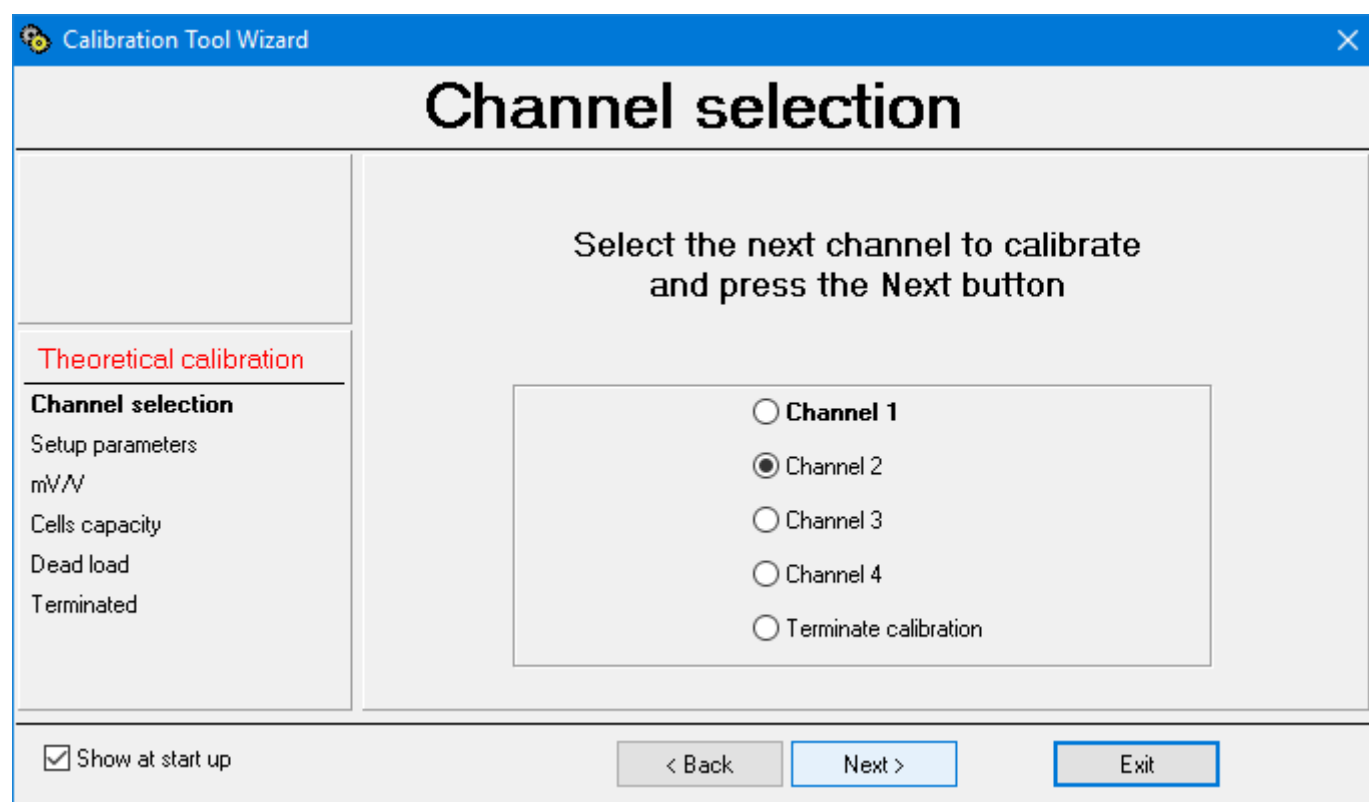 Calibration Tool Wizard
Channel selection
Theoretical calibration
Channel selection
Setup parameters
mV/V
Cells capacity
Dead load
Terminated
Select the next channel to calibrate
and press the Next button
Channel 1
Channel 2
Channel 3
Channel 4
Terminate calibration
Show at start up
< Back
Next >
Exit